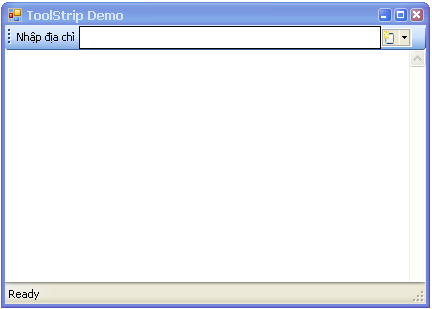 ToolStrip Demo
Nhập địa chỉ
Ready